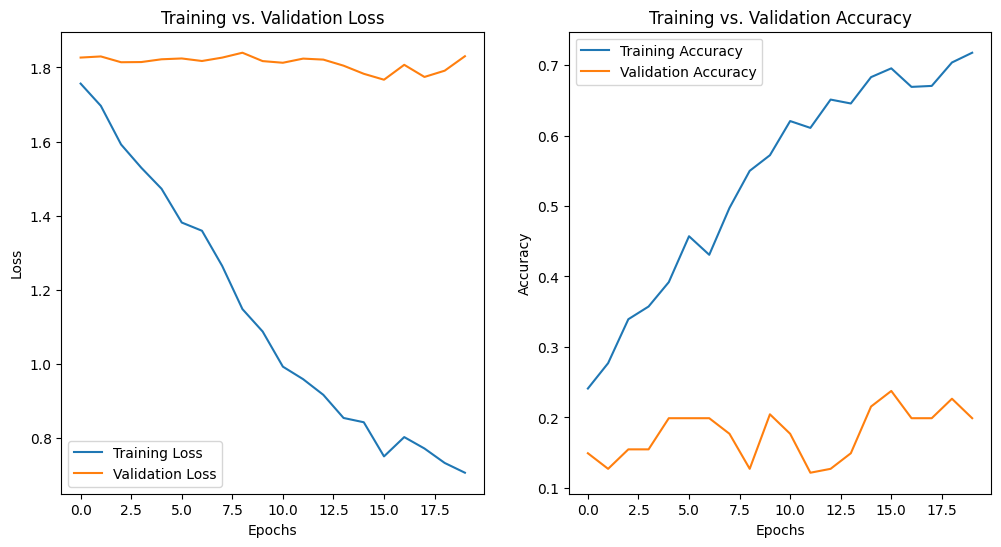 Training vs. Validation Loss
1.8
1.6
1.4
1.2
1.0
0.8
Loss
Training Loss
Validation Loss
0.0 2.5 5.0 7.5 10.0 12.5 15.0 17.5
Epochs
Training vs. Validation Accuracy
Training Accuracy
Validation Accuracy
0.7
0.6
0.5
0.4
0.3
0.2
0.1
Accuracy
0.0 2.5 5.0 7.5 10.0 12.5 15.0 17.5
Epochs